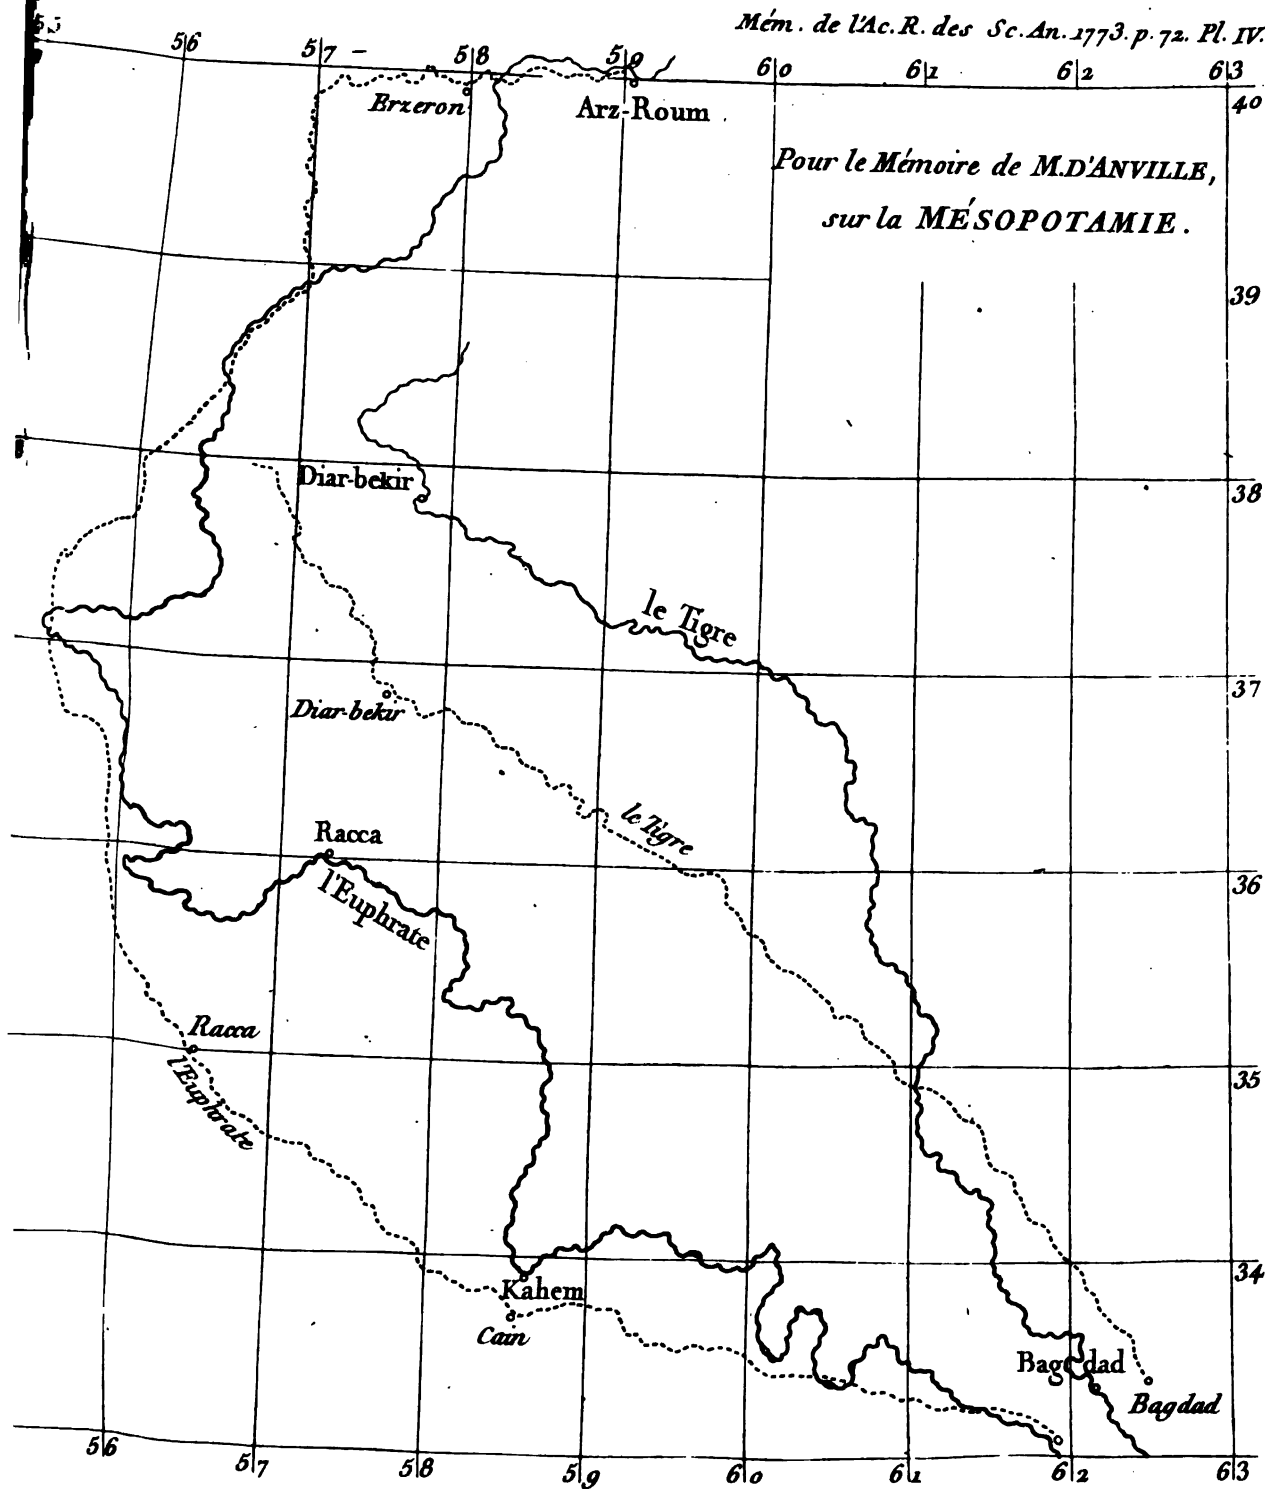 Mém. de l'Ac. R. des Sc. An. 1773. p. 72. Pl. IV.
55 56 57 58 59 60 61 62 63
Erzeron Arz-Roum
40
Pour le Mémoire de M. D'ANVILLE,
sur la MÉSOPOTAMIE.
39
Diar-bekir
38
le Tigre
37
Diar-bekir
le Tigre
Racca
36
l'Euphrate
Racca
35
l'Euphrate
34
Kahem
Cain
Bagdad
Bagdad
56 57 58 59 60 61 62 63